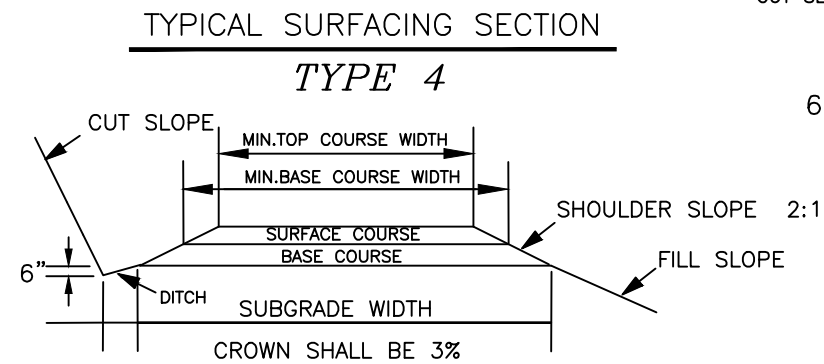 TYPICAL SURFACING SECTION
TYPE 4
CUT SLOPE
6
MIN.TOP COURSE WIDTH
MIN.BASE COURSE WIDTH
SHOULDER SLOPE 2:1
SURFACE COURSE
BASE COURSE
FILL SLOPE
6"
DITCH
SUBGRADE WIDTH
CROWN SHALL BE 3%